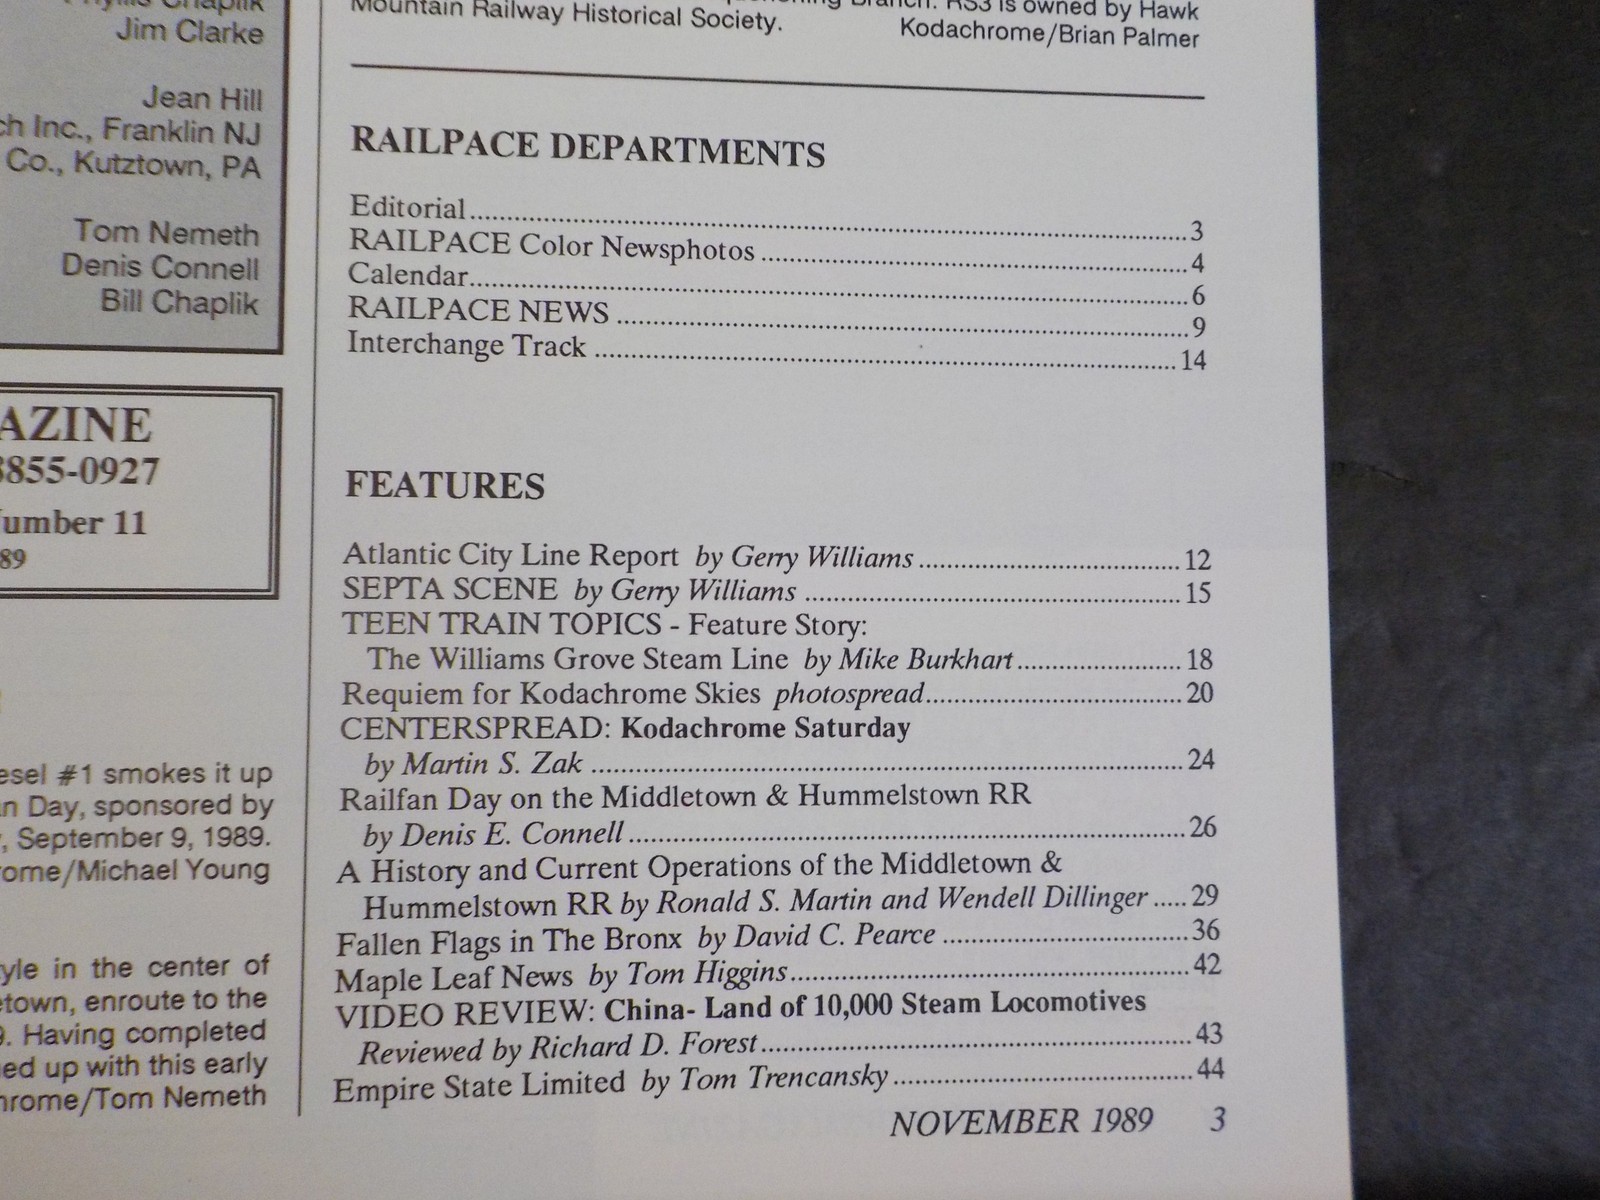 Chaplik
Jim Clarke
Jean Hill
Inc., Franklin NJ
Co., Kutztown, PA
Tom Nemeth
Denis Connell
Bill Chaplik
AZINE
8855-0927
umber 11
89
esel #1 smokes it up
n Day, sponsored by
, September 9, 1989.
ome/Michael Young
yle in the center of
etown, enroute to the
9. Having completed
ed up with this early
hrome/Tom Nemeth
Branch. RS3 is owned by Hawk
Mountain Railway Historical Society. Kodachrome/Brian Palmer
RAILPACE DEPARTMENTS
Editorial ........ 3
RAILPACE Color Newsphotos ........ 4
Calendar ........ 6
RAILPACE NEWS ........ 9
Interchange Track ........ 14
FEATURES
Atlantic City Line Report by Gerry Williams ........ 12
SEPTA SCENE by Gerry Williams ........ 15
TEEN TRAIN TOPICS - Feature Story:
The Williams Grove Steam Line by Mike Burkhart ........ 18
Requiem for Kodachrome Skies photospread ........ 20
CENTERSPREAD: Kodachrome Saturday
by Martin S. Zak ........ 24
Railfan Day on the Middletown & Hummelstown RR
by Denis E. Connell ........ 26
A History and Current Operations of the Middletown &
Hummelstown RR by Ronald S. Martin and Wendell Dillinger ..... 29
Fallen Flags in The Bronx by David C. Pearce ........ 36
Maple Leaf News by Tom Higgins ........ 42
VIDEO REVIEW: China- Land of 10,000 Steam Locomotives
Reviewed by Richard D. Forest ........ 43
Empire State Limited by Tom Trencansky ........ 44
NOVEMBER 1989 3